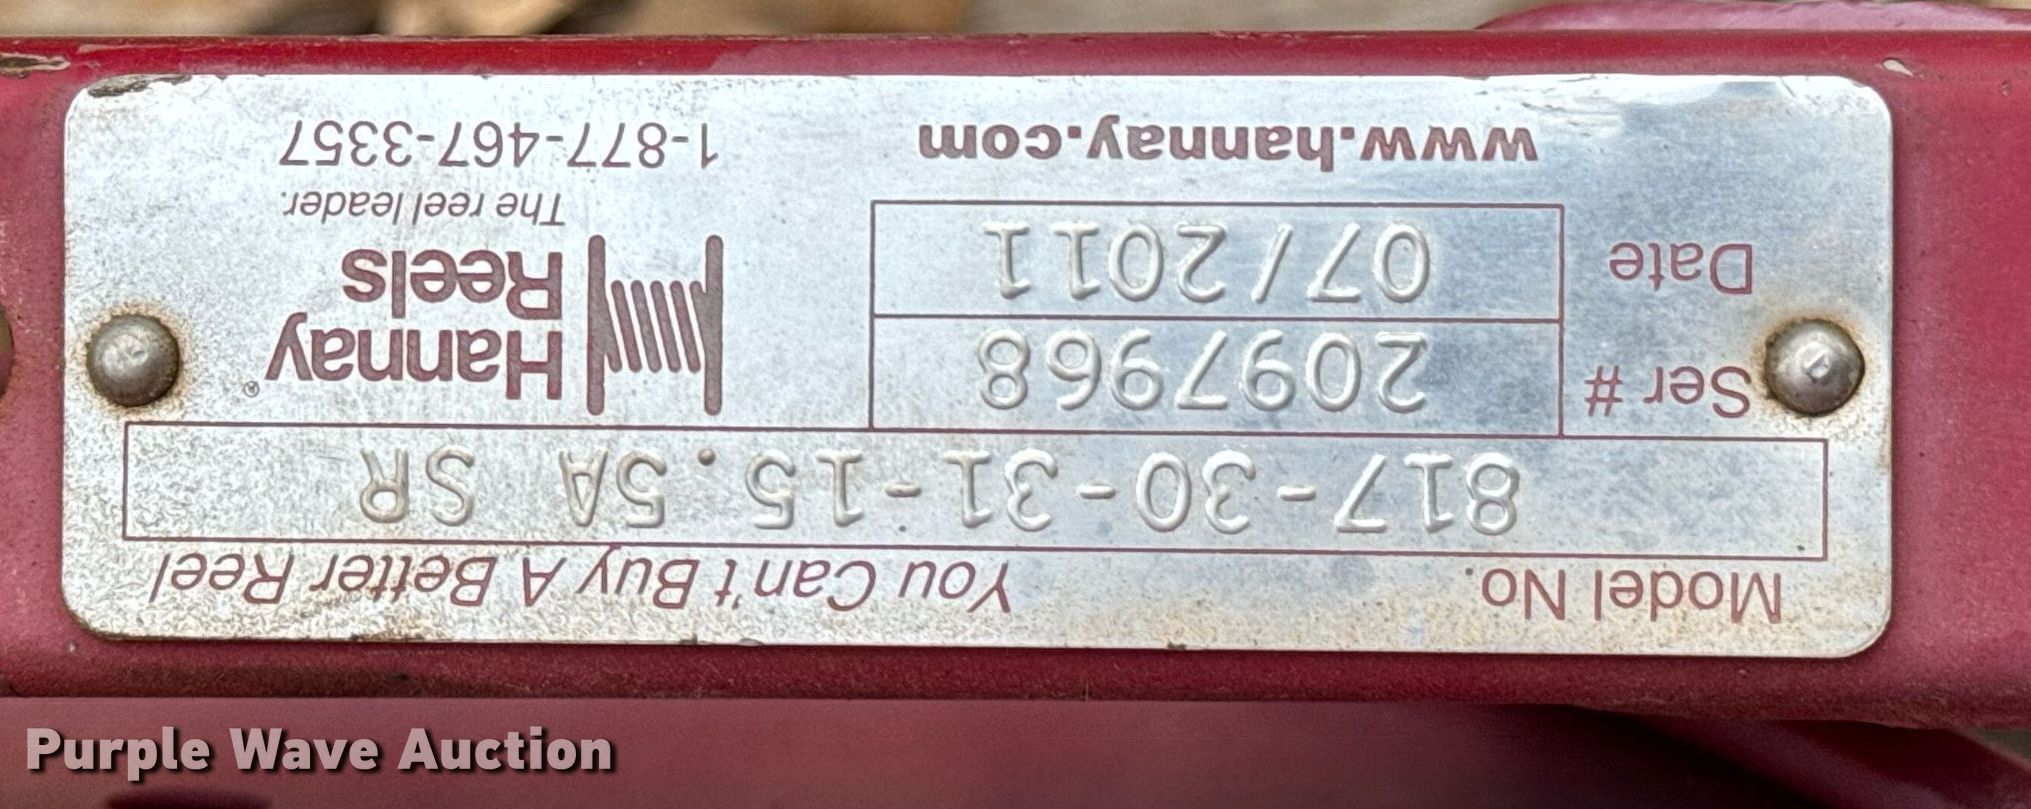 You Can't Buy A Better Reel
Model No.
817-30-31-15.5A SR
Ser # 2097968
Date 07/2011
www.hannay.com
Hannay®
Reels
The reel leader.
1-877-467-3357
Purple Wave Auction